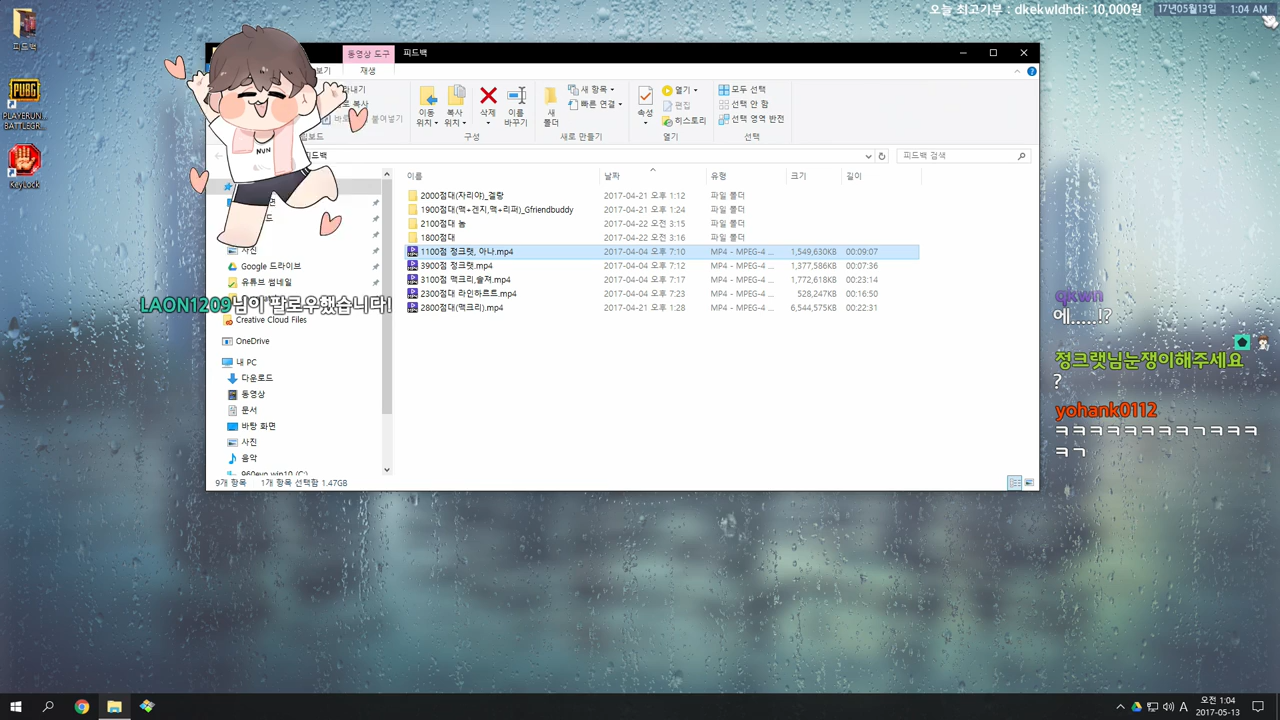 오늘 최고기부 : dkekwldhdi: 10,000원
17년05월13일 1:04 AM
피드백
PUBG
PLAYERUN...
BATTLEGR...
KeyLock
동영상 도구
피드백
보기
재생
이동
위치
복사
위치
삭제
이름
바꾸기
구성
새
폴더
새 항목
빠른 연결
새로 만들기
속성
열기
편집
히스토리
열기
모두 선택
선택 안 함
선택 영역 반전
선택
붙여넣기
NUN
피드백 검색
이름
날짜
유형
크기
길이
2000점대(자리야)_겔랑 2017-04-21 오후 1:12 파일 폴더
1900점대(맥+겐지,맥+리퍼)_Gfriendbuddy 2017-04-21 오후 1:24 파일 폴더
2100점대 놈 2017-04-22 오전 3:15 파일 폴더
1800점대 2017-04-22 오전 3:16 파일 폴더
1100점 정크랫, 아나.mp4 2017-04-04 오후 7:10 MP4 - MPEG-4 ... 1,549,630KB 00:09:07
3900점 정크랫.mp4 2017-04-04 오후 7:12 MP4 - MPEG-4 ... 1,377,586KB 00:07:36
3100점 맥크리,솔져.mp4 2017-04-04 오후 7:17 MP4 - MPEG-4 ... 1,772,618KB 00:23:14
2300점대 라인하르트.mp4 2017-04-04 오후 7:23 MP4 - MPEG-4 ... 528,247KB 00:16:50
2800점대(맥크리).mp4 2017-04-21 오후 1:28 MP4 - MPEG-4 ... 6,544,575KB 00:22:31
사진
Google 드라이브
유튜브 썸네일
LAON1209님이 팔로우했습니다!
Creative Cloud Files
OneDrive
내 PC
다운로드
동영상
문서
바탕 화면
사진
음악
960evo win10 (C:)
9개 항목 1개 항목 선택함 1.47GB
qkwn
에.....!?
정크랫님눈쟁이해주세요
?
yohank0112
ㅋㅋㅋㅋㅋㅋㅋㄱㅋㅋㅋ
ㅋㄱ
A
오전 1:04
2017-05-13